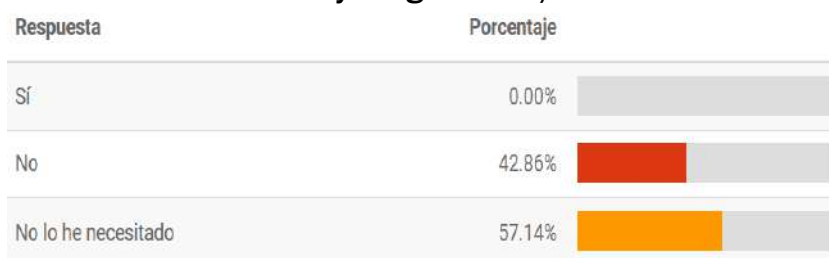 Respuesta Porcentaje
Sí 0.00%
No 42.86%
No lo he necesitado 57.14%